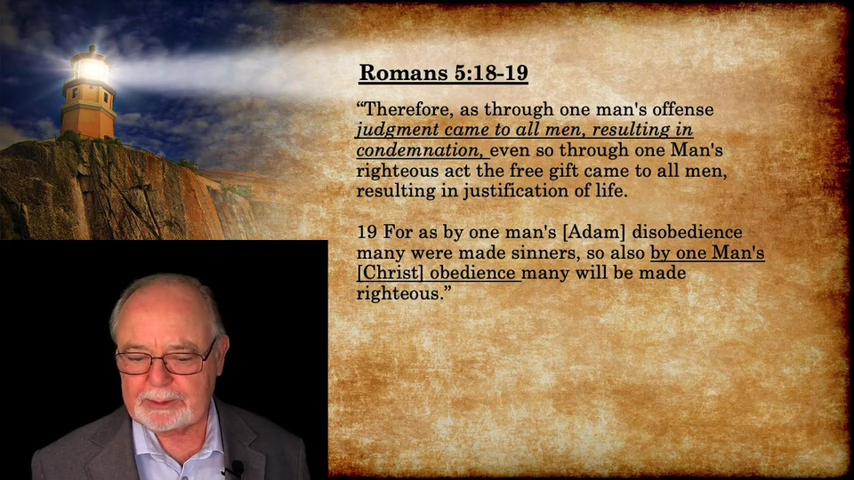 Romans 5:18-19
“Therefore, as through one man's offense
judgment came to all men, resulting in
condemnation, even so through one Man's
righteous act the free gift came to all men,
resulting in justification of life.
19 For as by one man's [Adam] disobedience
many were made sinners, so also by one Man's
[Christ] obedience many will be made
righteous.”